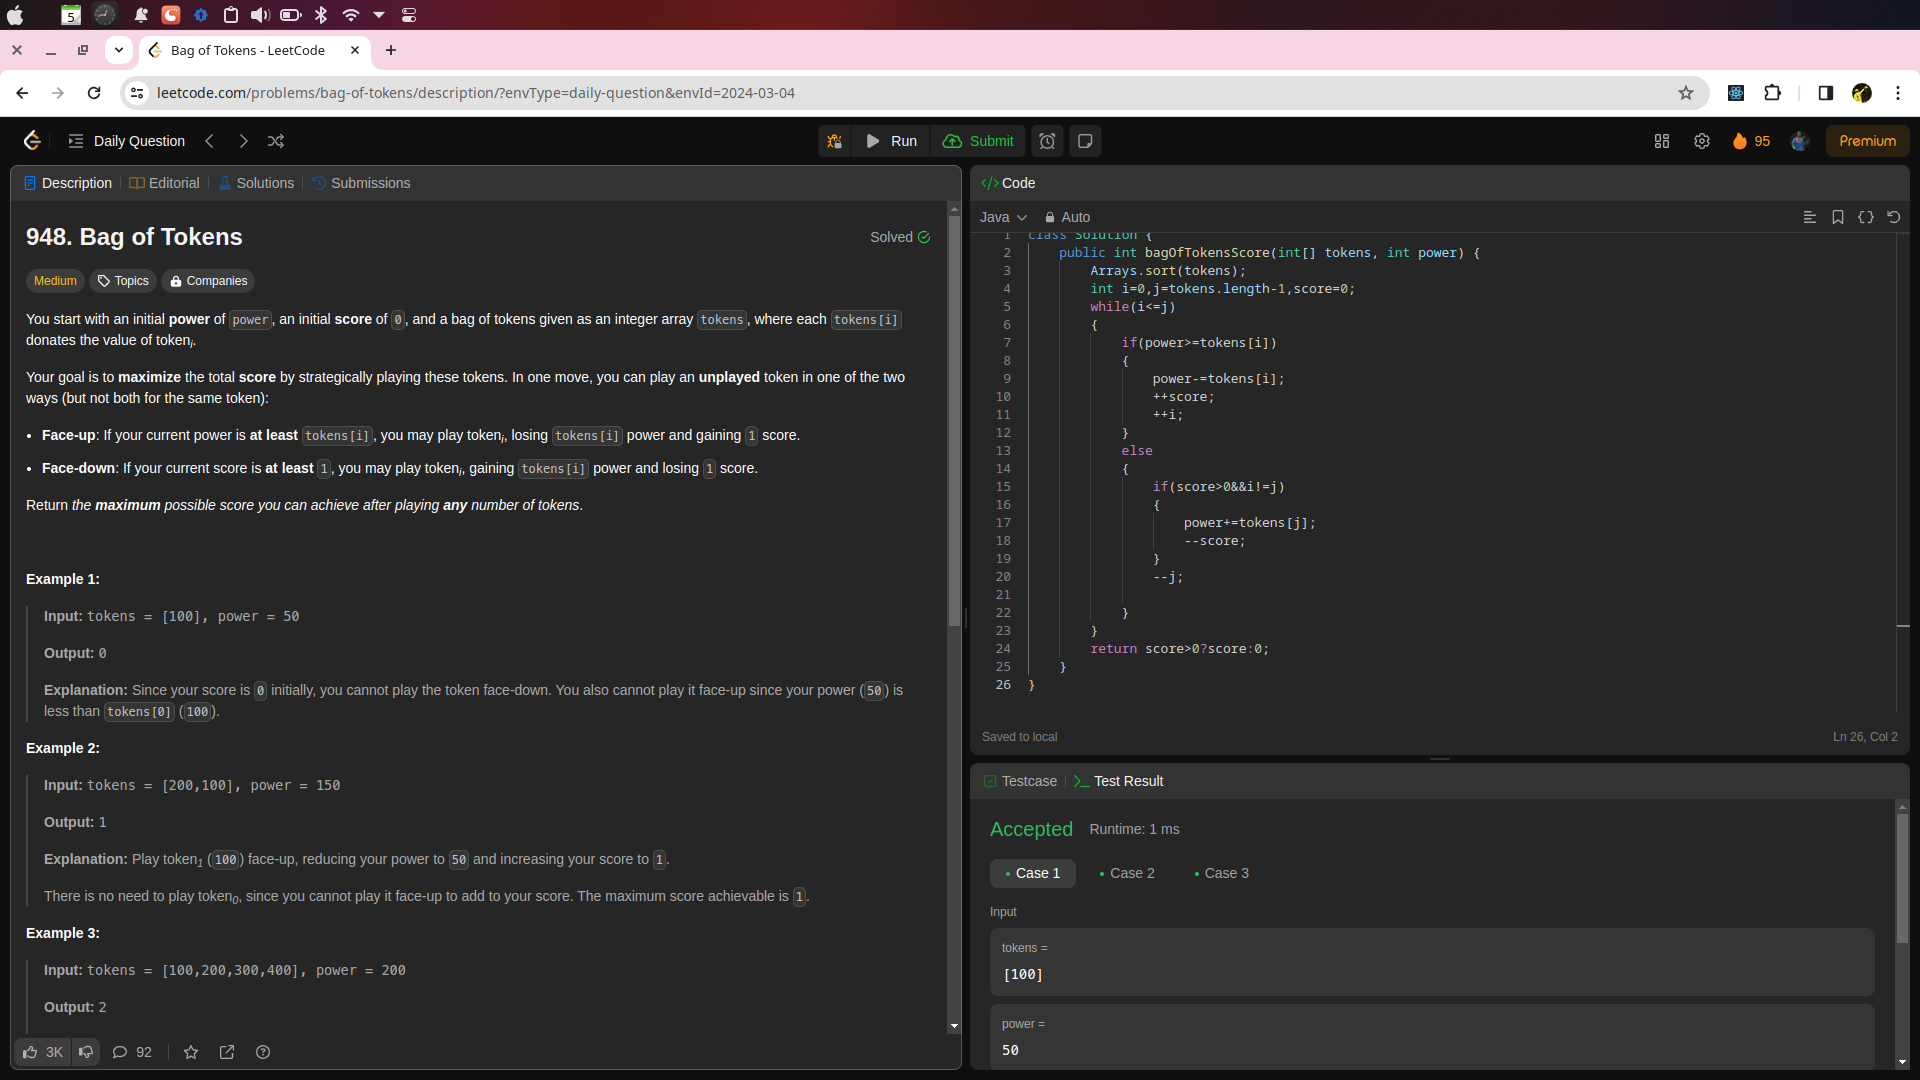 5
Bag of Tokens - LeetCode
leetcode.com/problems/bag-of-tokens/description/?envType=daily-question&envId=2024-03-04
Daily Question
Run
Submit
95
Premium
Description
Editorial
Solutions
Submissions
948. Bag of Tokens
Solved
Medium
Topics
Companies
You start with an initial power of power, an initial score of 0, and a bag of tokens given as an integer array tokens, where each tokens[i]
donates the value of tokenᵢ.
Your goal is to maximize the total score by strategically playing these tokens. In one move, you can play an unplayed token in one of the two
ways (but not both for the same token):
• Face-up: If your current power is at least tokens[i], you may play tokenᵢ, losing tokens[i] power and gaining 1 score.
• Face-down: If your current score is at least 1, you may play tokenᵢ, gaining tokens[i] power and losing 1 score.
Return the maximum possible score you can achieve after playing any number of tokens.
Example 1:
Input: tokens = [100], power = 50
Output: 0
Explanation: Since your score is 0 initially, you cannot play the token face-down. You also cannot play it face-up since your power (50) is
less than tokens[0] (100).
Example 2:
Input: tokens = [200,100], power = 150
Output: 1
Explanation: Play token₁ (100) face-up, reducing your power to 50 and increasing your score to 1.
There is no need to play token₀, since you cannot play it face-up to add to your score. The maximum score achievable is 1.
Example 3:
Input: tokens = [100,200,300,400], power = 200
Output: 2
3K
92
Code
Java
Auto
1 class Solution {
2 public int bagOfTokensScore(int[] tokens, int power) {
3 Arrays.sort(tokens);
4 int i=0,j=tokens.length-1,score=0;
5 while(i<=j)
6 {
7 if(power>=tokens[i])
8 {
9 power-=tokens[i];
10 ++score;
11 ++i;
12 }
13 else
14 {
15 if(score>0&&i!=j)
16 {
17 power+=tokens[j];
18 --score;
19 }
20 --j;
21
22 }
23 }
24 return score>0?score:0;
25 }
26 }
Saved to local
Ln 26, Col 2
Testcase
Test Result
Accepted
Runtime: 1 ms
• Case 1
• Case 2
• Case 3
Input
tokens =
[100]
power =
50